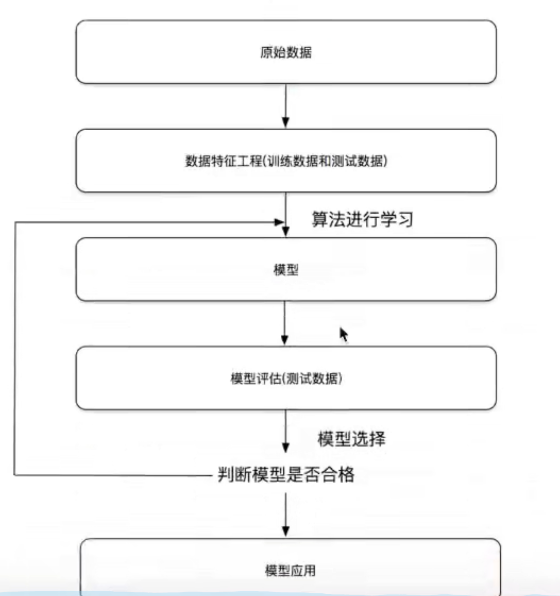 原始数据
数据特征工程(训练数据和测试数据)
算法进行学习
模型
模型评估(测试数据)
模型选择
判断模型是否合格
模型应用